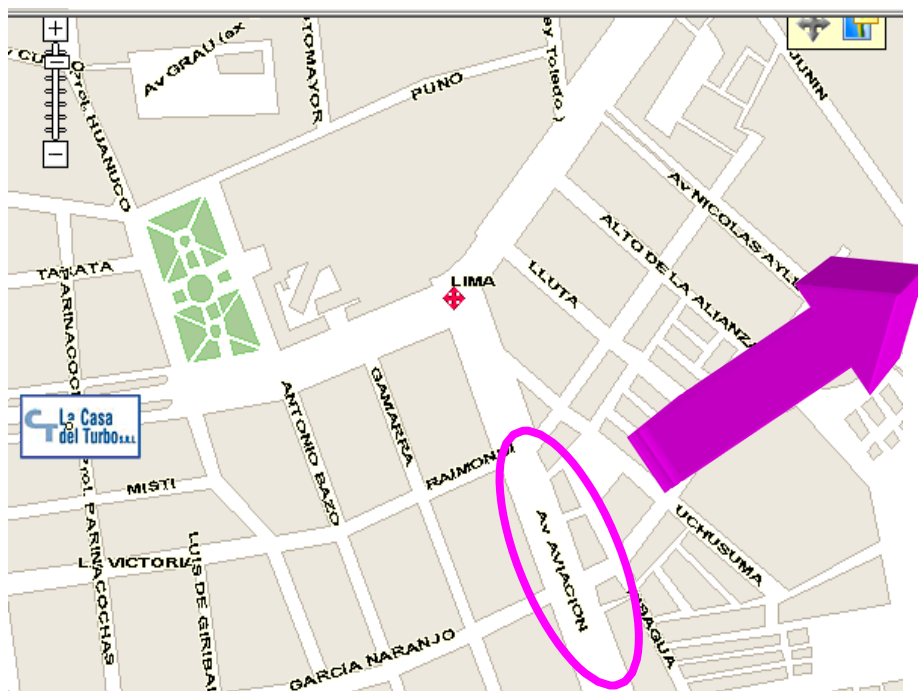 Av GRAU (ex
TOMAYOR
ey Toledo.)
JUNIN
PUNO
Prol. HUANUCO
Av NICOLAS AYLL
ALTO DE LA ALIANZA
TARATA
LIMA
LLUTA
PARINACOC
La Casa
del Turbo S.R.L
ANTONIO BAZO
GAMARRA
RAIMONDI
MISTI
Prol. PARINACOCHAS
Av AVIACION
UCHUSUMA
LA VICTORIA
LUIS DE GIRIBA
GARCIA NARANJO